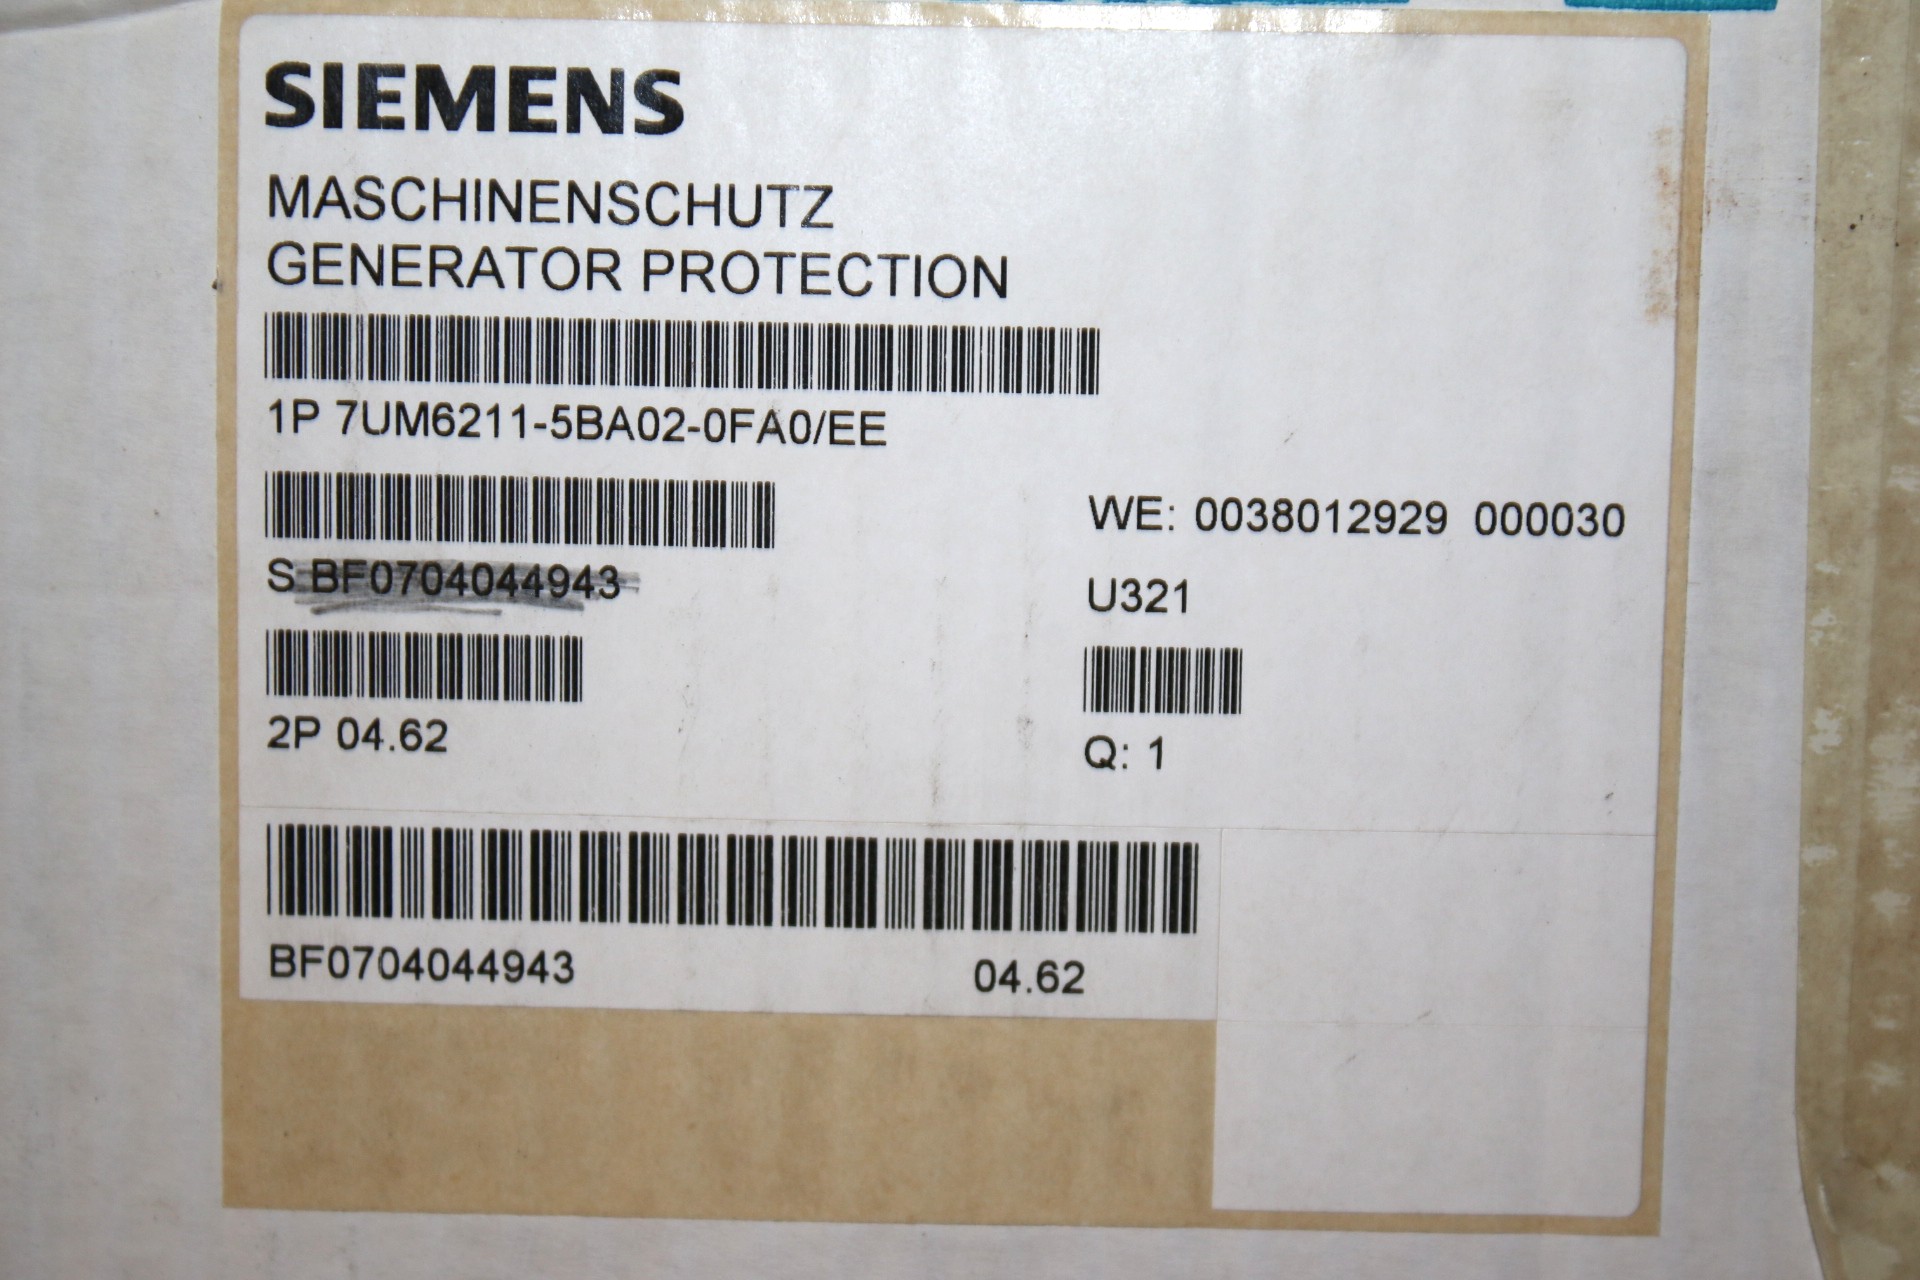 SIEMENS
MASCHINENSCHUTZ
GENERATOR PROTECTION
1P 7UM6211-5BA02-0FA0/EE
WE: 0038012929 000030
S BF0704044943
U321
2P 04.62
Q: 1
BF0704044943 04.62